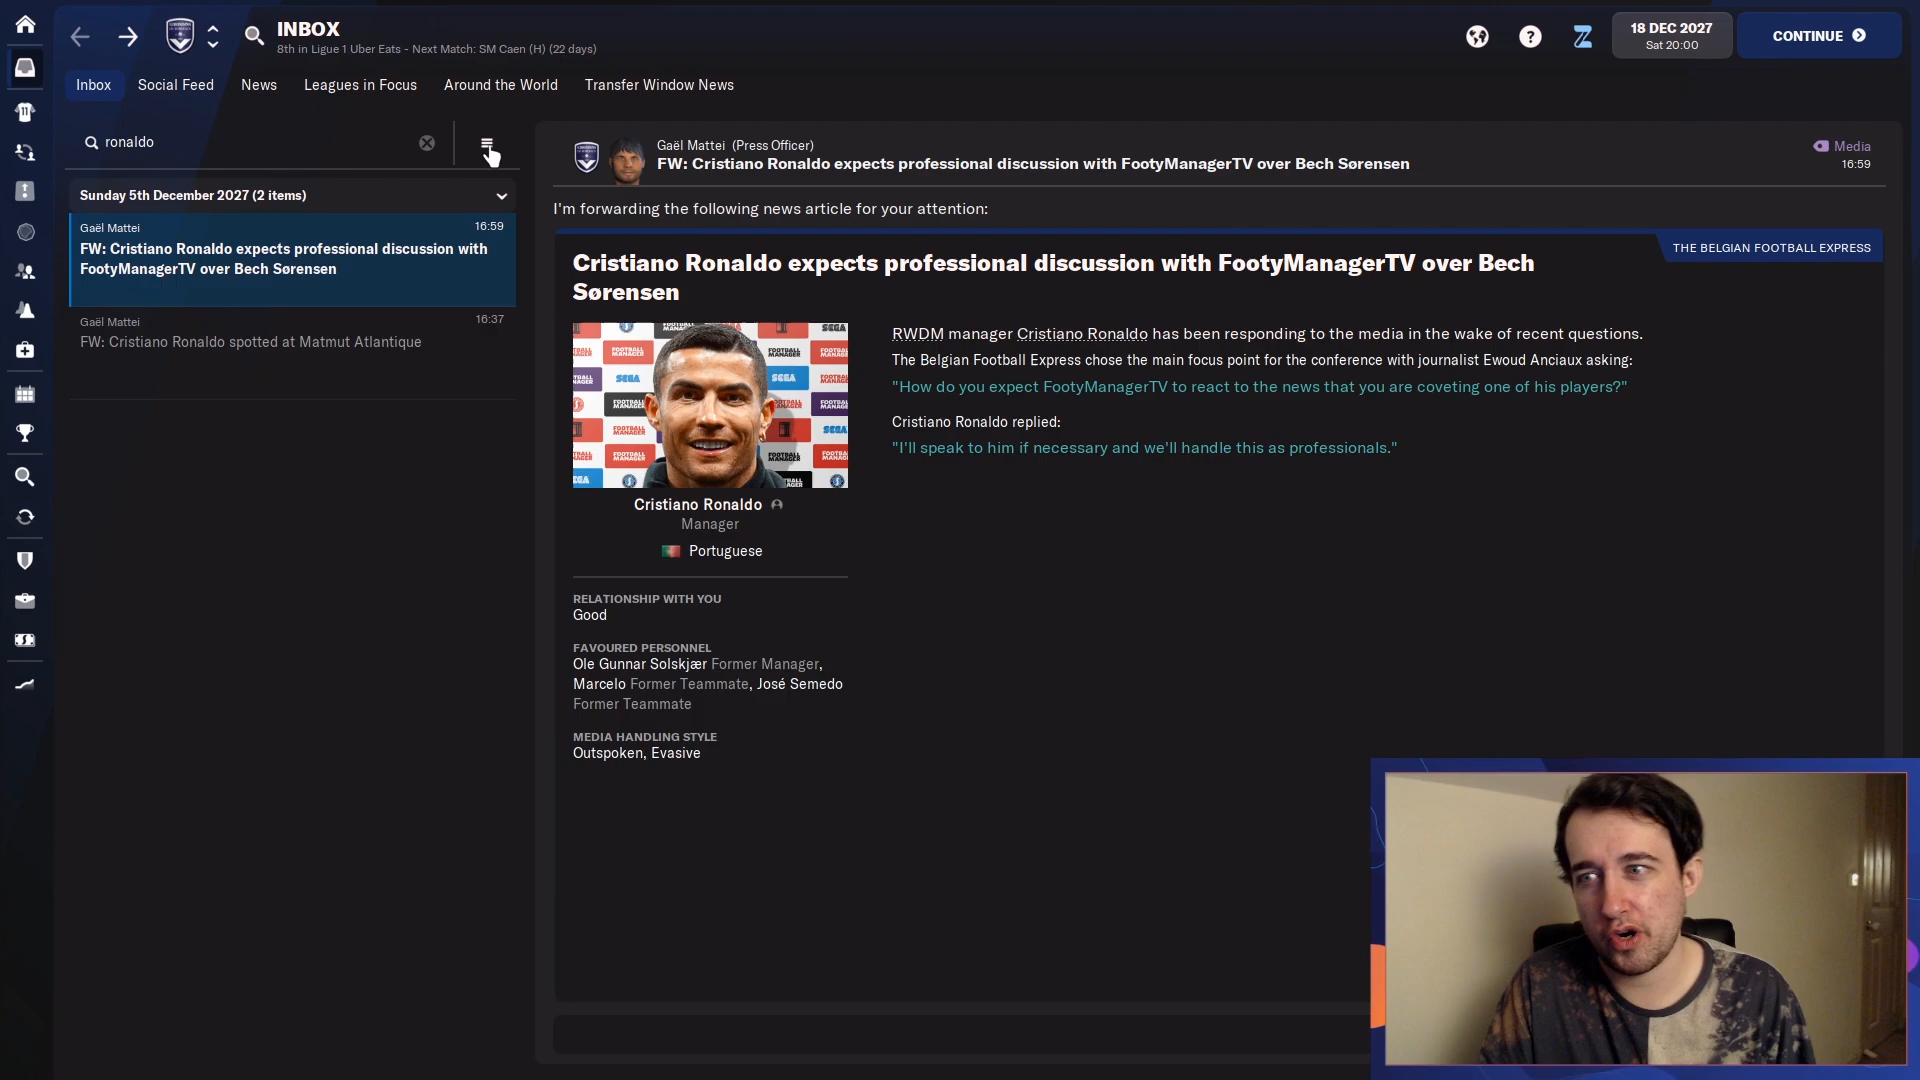 INBOX
8th in Ligue 1 Uber Eats - Next Match: SM Caen (H) (22 days)
18 DEC 2027
Sat 20:00
CONTINUE
Inbox
Social Feed
News
Leagues in Focus
Around the World
Transfer Window News
ronaldo
Sunday 5th December 2027 (2 items)
Gaël Mattei
16:59
FW: Cristiano Ronaldo expects professional discussion with
FootyManagerTV over Bech Sørensen
Gaël Mattei
16:37
FW: Cristiano Ronaldo spotted at Matmut Atlantique
Gaël Mattei (Press Officer)
FW: Cristiano Ronaldo expects professional discussion with FootyManagerTV over Bech Sørensen
Media
16:59
I'm forwarding the following news article for your attention:
THE BELGIAN FOOTBALL EXPRESS
Cristiano Ronaldo expects professional discussion with FootyManagerTV over Bech
Sørensen
SEGA
FOOTBALL MANAGER
RWDM manager Cristiano Ronaldo has been responding to the media in the wake of recent questions.
The Belgian Football Express chose the main focus point for the conference with journalist Ewoud Anciaux asking:
"How do you expect FootyManagerTV to react to the news that you are coveting one of his players?"
Cristiano Ronaldo replied:
"I'll speak to him if necessary and we'll handle this as professionals."
Cristiano Ronaldo
Manager
Portuguese
RELATIONSHIP WITH YOU
Good
FAVOURED PERSONNEL
Ole Gunnar Solskjær Former Manager,
Marcelo Former Teammate, José Semedo
Former Teammate
MEDIA HANDLING STYLE
Outspoken, Evasive